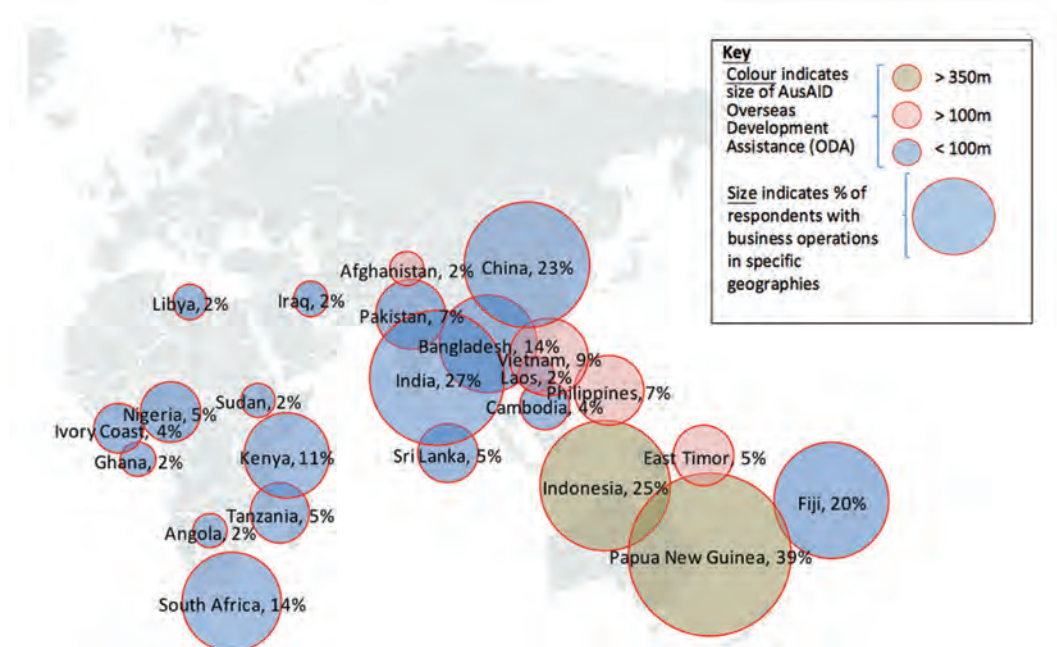 Key
Colour indicates
size of AusAID
Overseas
Development
Assistance (ODA)
> 350m
> 100m
< 100m
Size indicates % of
respondents with
business operations
in specific
geographies
Afghanistan, 2%
China, 23%
Libya, 2%
Iraq, 2%
Pakistan, 7%
Bangladesh, 14%
Vietnam, 9%
India, 27%
Laos, 2%
Philippines, 7%
Sudan, 2%
Cambodia, 4%
Nigeria, 5%
Ivory Coast, 4%
Ghana, 2%
Kenya, 11%
Sri Lanka, 5%
East Timor, 5%
Indonesia, 25%
Fiji, 20%
Tanzania, 5%
Angola, 2%
Papua New Guinea, 39%
South Africa, 14%